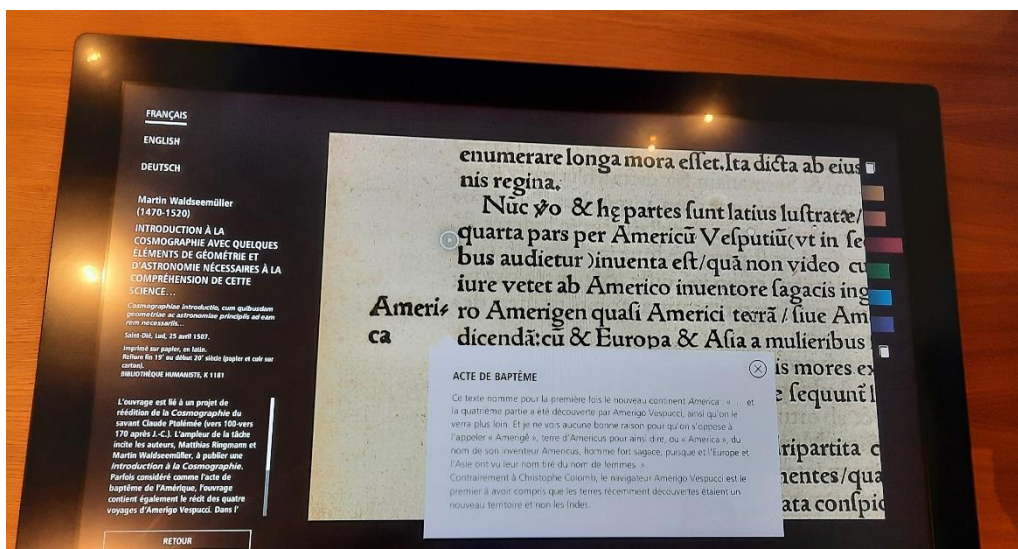 FRANÇAIS
ENGLISH
DEUTSCH
Martin Waldseemüller
(1470-1520)
INTRODUCTION À LA
COSMOGRAPHIE AVEC QUELQUES
ÉLÉMENTS DE GÉOMÉTRIE ET
D'ASTRONOMIE NÉCESSAIRES À LA
COMPRÉHENSION DE CETTE
SCIENCE...
Cosmographiae introductio, cum quibusdam
geometriae ac astronomiae principiis ad eam
rem necessariis...
Saint-Dié, Lud, 25 avril 1507.
Imprimé sur papier, en latin.
Reliure fin 19ᵉ ou début 20ᵉ siècle (papier et cuir sur
carton).
BIBLIOTHÈQUE HUMANISTE, K 1181
L'ouvrage est lié à un projet de
réédition de la Cosmographie du
savant Claude Ptolémée (vers 100-vers
170 après J.-C.). L'ampleur de la tâche
incite les auteurs, Matthias Ringmann et
Martin Waldseemüller, à publier une
Introduction à la Cosmographie.
Parfois considéré comme l'acte de
baptême de l'Amérique, l'ouvrage
contient également le récit des quatre
voyages d'Amerigo Vespucci. Dans l'
RETOUR
enumerare longa mora eſſet. Ita dicta ab eius
nis regina.
Nūc ꝟo & hę partes ſunt latius luſtratæ/
quarta pars per Americū Veſputiū(vt in ſe
bus audietur )inuenta eſt/quā non video cu
iure vetet ab Americo inuentore ſagacis ing
Ameri⸗ ro Amerigen quaſi Americi terrā / ſiue Am
ca dicendā: cū & Europa & Aſia a mulieribus
is mores ex
ſequunt̃
ripartita
nentes/qua
ata conſpic
ACTE DE BAPTÊME
Ce texte nomme pour la première fois le nouveau continent America : « ... et
la quatrième partie a été découverte par Amerigo Vespucci, ainsi qu'on le
verra plus loin. Et je ne vois aucune bonne raison pour qu'on s'oppose à
l'appeler « Amerigê », terre d'Americus pour ainsi dire, ou « America », du
nom de son inventeur Americus, homme fort sagace, puisque et l'Europe et
l'Asie ont vu leur nom tiré du nom de femmes. »
Contrairement à Christophe Colomb, le navigateur Amerigo Vespucci est le
premier à avoir compris que les terres récemment découvertes étaient un
nouveau territoire et non les Indes.